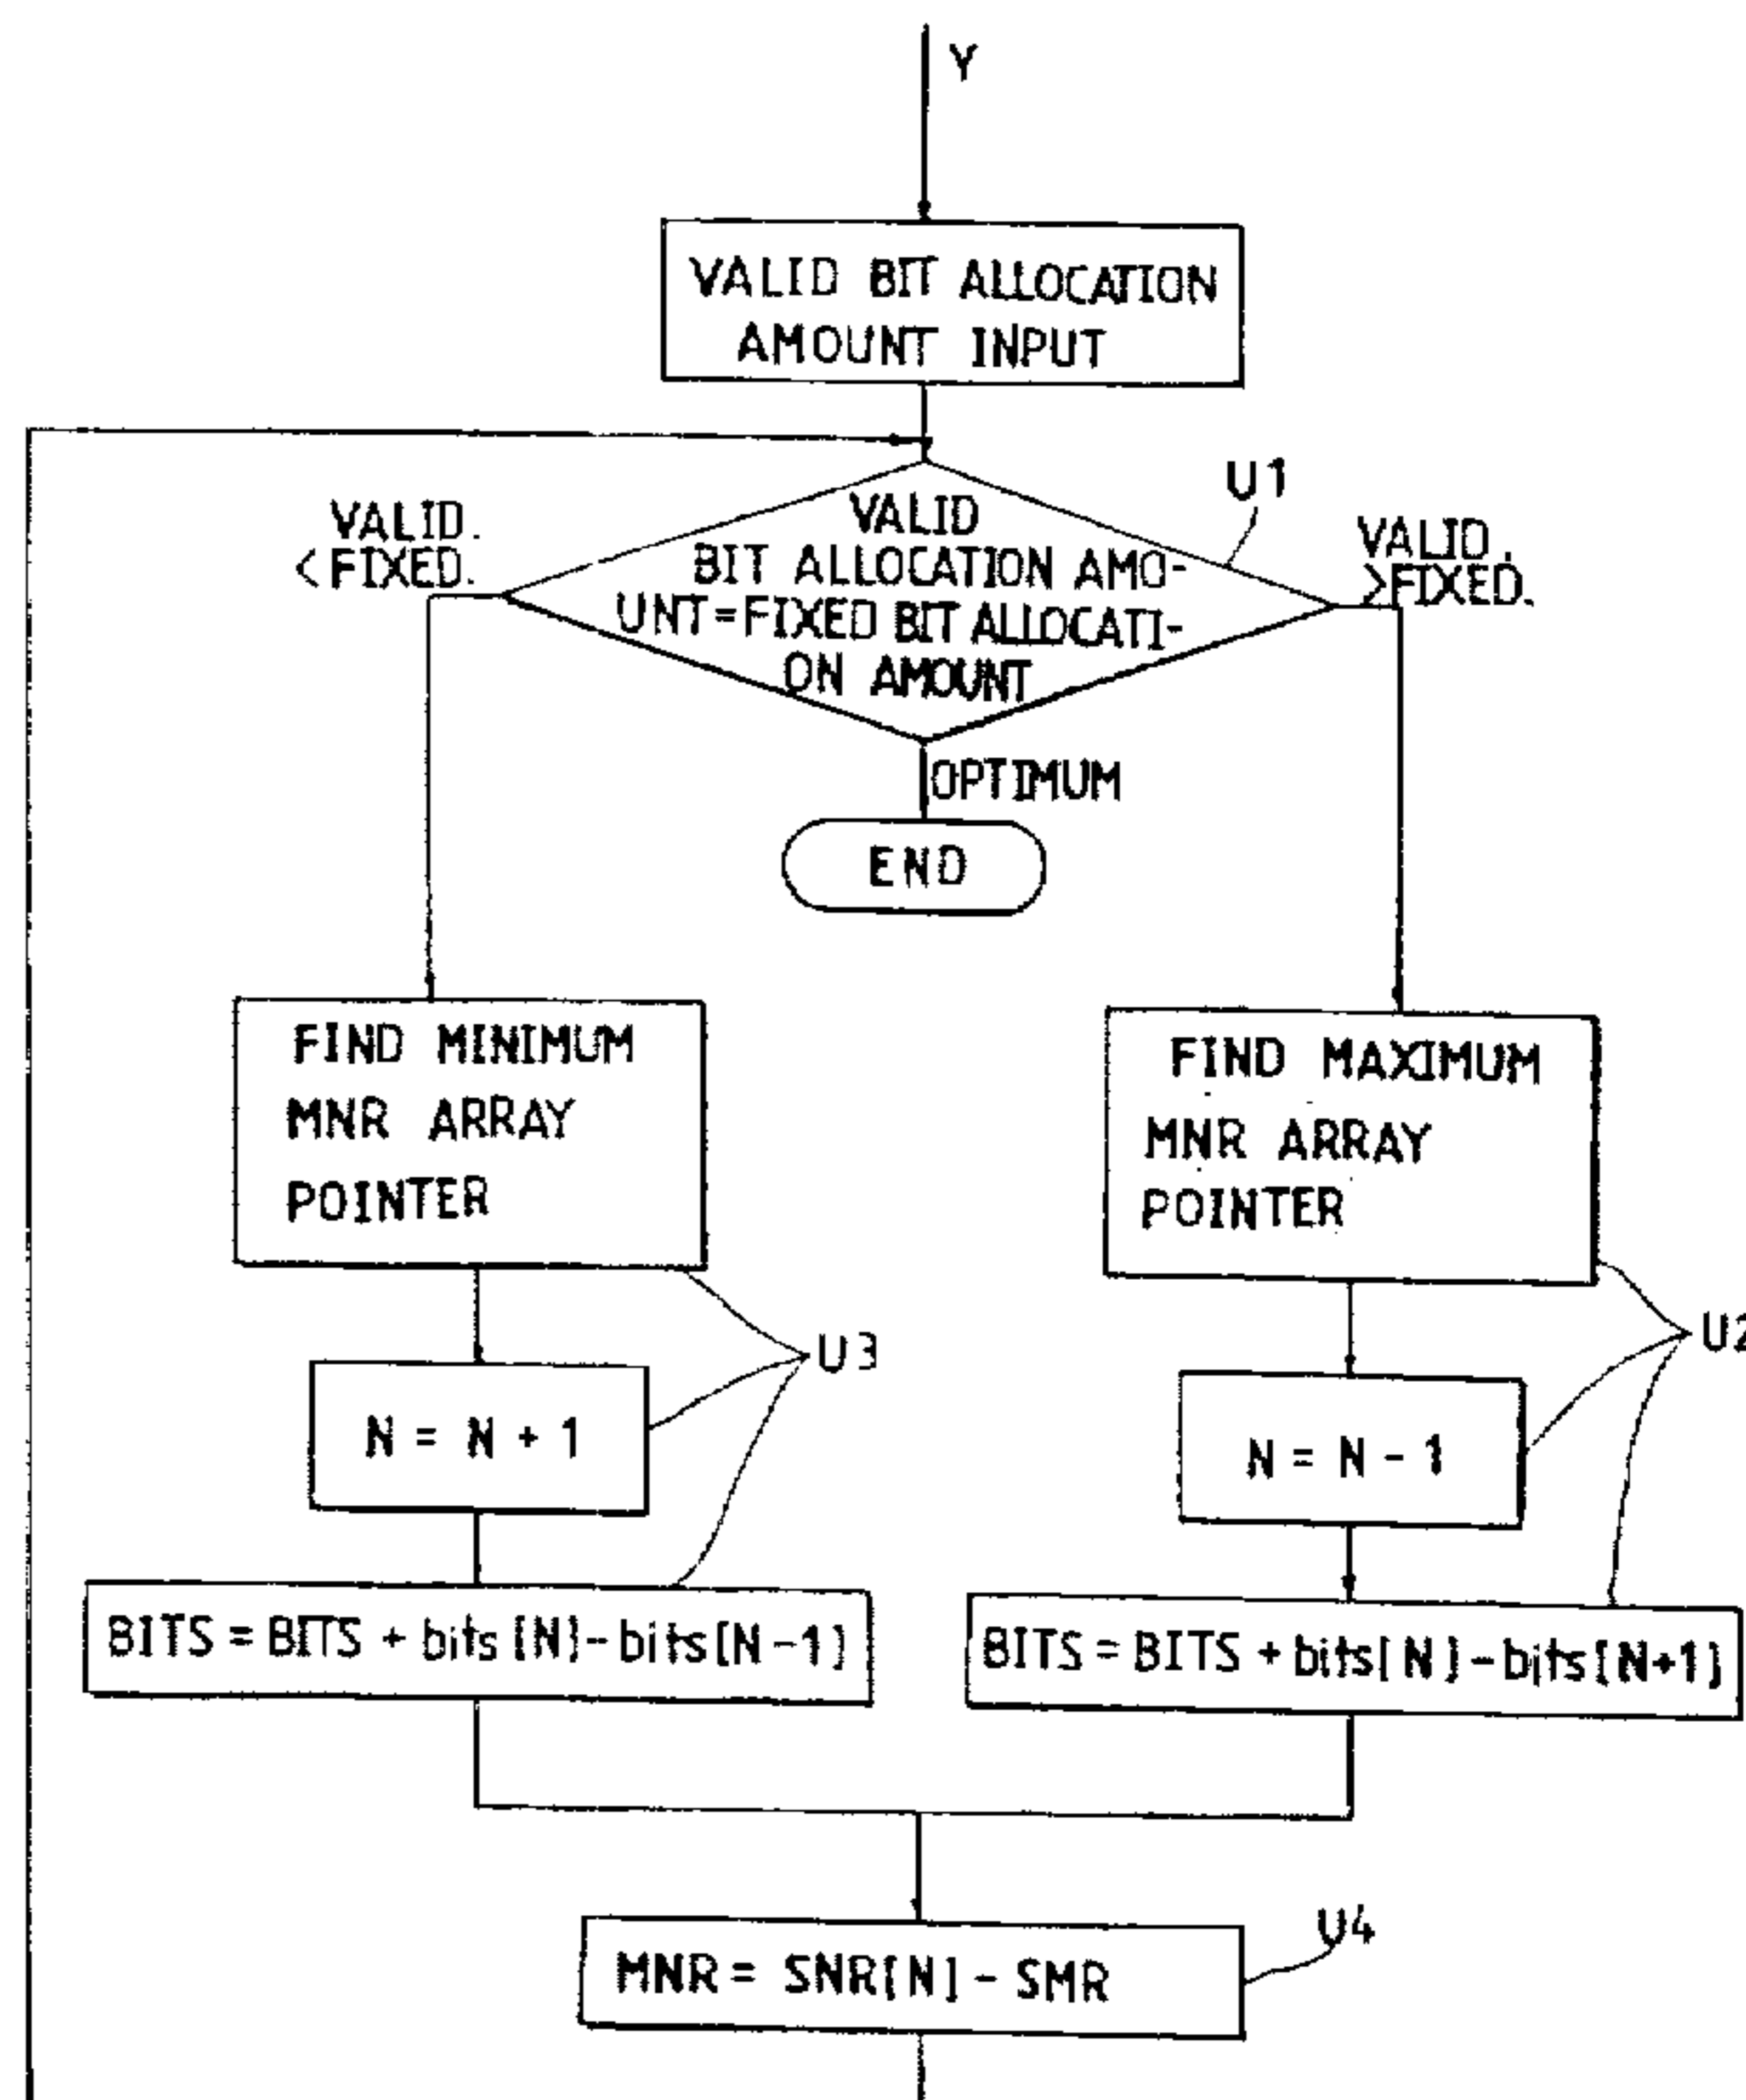 Y
VALID BIT ALLOCATION
AMOUNT INPUT
U1
VALID.
<FIXED.
VALID
BIT ALLOCATION AMO-
UNT=FIXED BIT ALLOCATI-
ON AMOUNT
VALID.
>FIXED.
OPTIMUM
END
FIND MINIMUM
MNR ARRAY
POINTER
FIND MAXIMUM
MNR ARRAY
POINTER
U3
U2
N = N + 1
N = N - 1
BITS = BITS + bits[N]-bits[N-1]
BITS = BITS + bits[N]-bits[N+1]
U4
MNR = SNR[N] - SMR